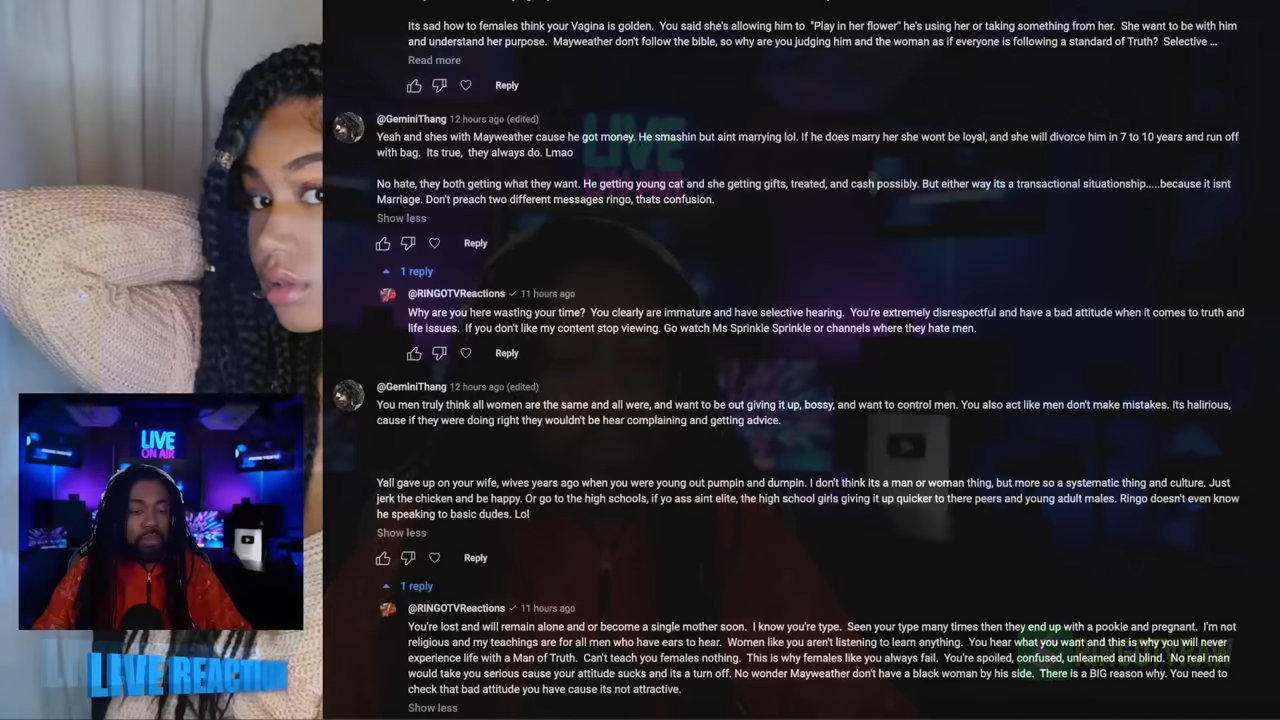 Its sad how to females think your Vagina is golden. You said she's allowing him to "Play in her flower" he's using her or taking something from her. She want to be with him
and understand her purpose. Mayweather don't follow the bible, so why are you judging him and the woman as if everyone is following a standard of Truth? Selective ...
Read more
Reply
@GeminiThang 12 hours ago (edited)
Yeah and shes with Mayweather cause he got money. He smashin but aint marrying lol. If he does marry her she wont be loyal, and she will divorce him in 7 to 10 years and run off
with bag. Its true, they always do. Lmao
No hate, they both getting what they want. He getting young cat and she getting gifts, treated, and cash possibly. But either way its a transactional situationship.....because it isnt
Marriage. Don't preach two different messages ringo, thats confusion.
Show less
Reply
1 reply
@RINGOTVReactions 11 hours ago
Why are you here wasting your time? You clearly are immature and have selective hearing. You're extremely disrespectful and have a bad attitude when it comes to truth and
life issues. If you don't like my content stop viewing. Go watch Ms Sprinkle Sprinkle or channels where they hate men.
Reply
@GeminiThang 12 hours ago (edited)
You men truly think all women are the same and all were, and want to be out giving it up, bossy, and want to control men. You also act like men don't make mistakes. Its halirious,
cause if they were doing right they wouldn't be hear complaining and getting advice.
Yall gave up on your wife, wives years ago when you were young out pumpin and dumpin. I don't think its a man or woman thing, but more so a systematic thing and culture. Just
jerk the chicken and be happy. Or go to the high schools, if yo ass aint elite, the high school girls giving it up quicker to there peers and young adult males. Ringo doesn't even know
he speaking to basic dudes. Lol
Show less
Reply
1 reply
@RINGOTVReactions 11 hours ago
You're lost and will remain alone and or become a single mother soon. I know you're type. Seen your type many times then they end up with a pookie and pregnant. I'm not
religious and my teachings are for all men who have ears to hear. Women like you aren't listening to learn anything. You hear what you want and this is why you will never
experience life with a Man of Truth. Can't teach you females nothing. This is why females like you always fail. You're spoiled, confused, unlearned and blind. No real man
would take you serious cause your attitude sucks and its a turn off. No wonder Mayweather don't have a black woman by his side. There is a BIG reason why. You need to
check that bad attitude you have cause its not attractive.
Show less
LIVE
ON AIR
LIVE REACTION